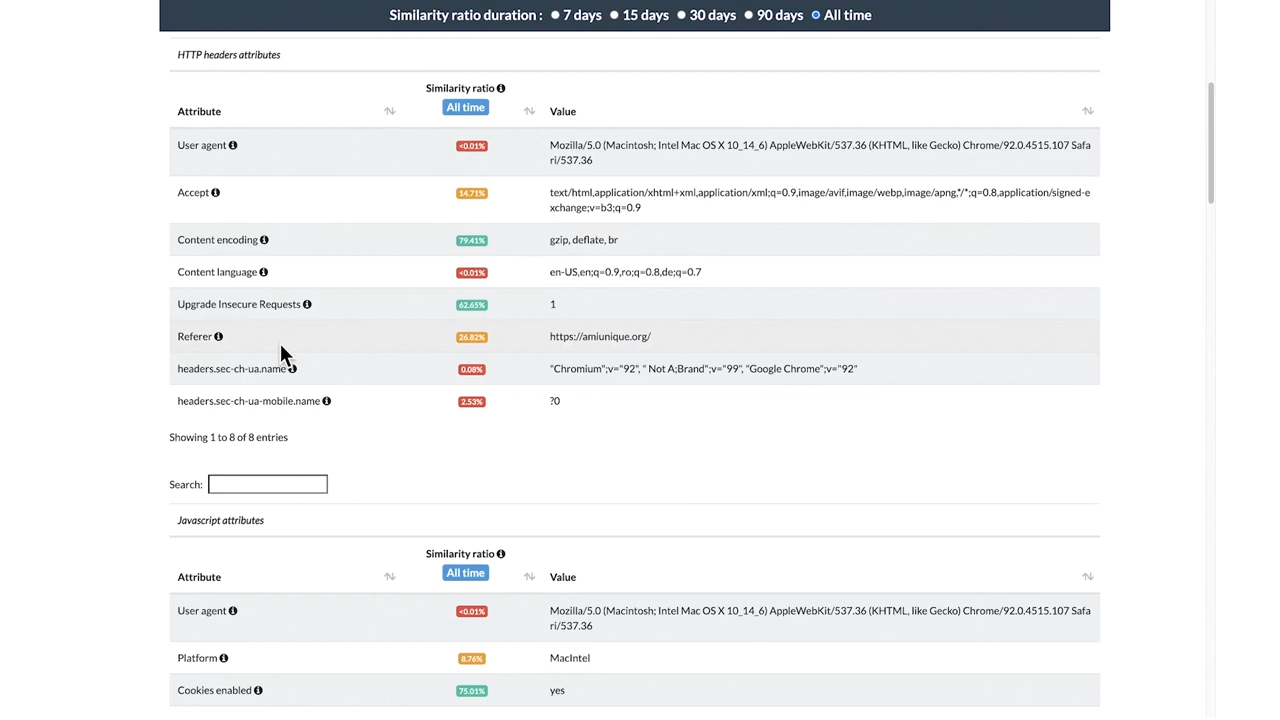 Similarity ratio duration : 7 days 15 days 30 days 90 days All time
HTTP headers attributes
Similarity ratio
Attribute All time Value
User agent <0.01% Mozilla/5.0 (Macintosh; Intel Mac OS X 10_14_6) AppleWebKit/537.36 (KHTML, like Gecko) Chrome/92.0.4515.107 Safa
ri/537.36
Accept 14.71% text/html,application/xhtml+xml,application/xml;q=0.9,image/avif,image/webp,image/apng,*/*;q=0.8,application/signed-e
xchange;v=b3;q=0.9
Content encoding 79.41% gzip, deflate, br
Content language <0.01% en-US,en;q=0.9,ro;q=0.8,de;q=0.7
Upgrade Insecure Requests 62.65% 1
Referer 26.82% https://amiunique.org/
headers.sec-ch-ua.name 0.08% "Chromium";v="92", " Not A;Brand";v="99", "Google Chrome";v="92"
headers.sec-ch-ua-mobile.name 2.53% ?0
Showing 1 to 8 of 8 entries
Search:
Javascript attributes
Similarity ratio
Attribute All time Value
User agent <0.01% Mozilla/5.0 (Macintosh; Intel Mac OS X 10_14_6) AppleWebKit/537.36 (KHTML, like Gecko) Chrome/92.0.4515.107 Safa
ri/537.36
Platform 8.76% MacIntel
Cookies enabled 75.01% yes